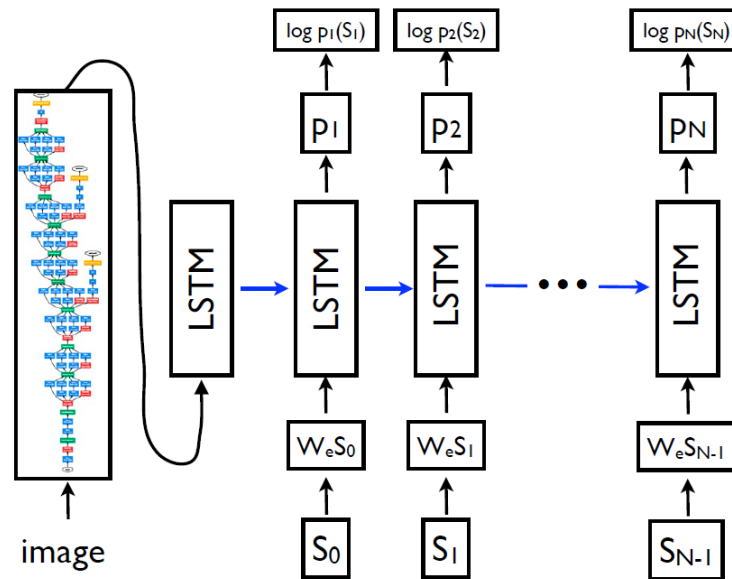 log p₁(S₁) log p₂(S₂) log pN(SN)
p₁ p₂ pN
LSTM LSTM LSTM ••• LSTM
WₑS₀ WₑS₁ WₑSN-1
image S₀ S₁ SN-1